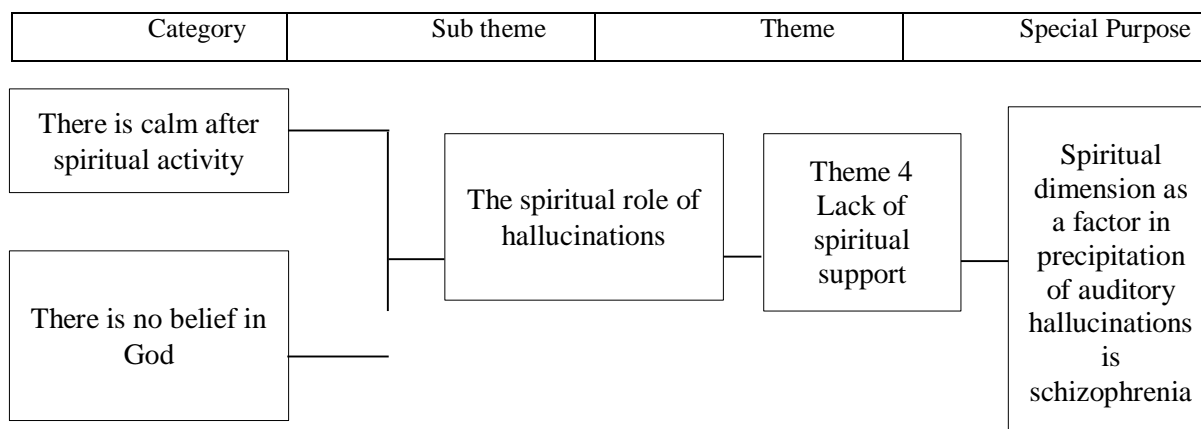 Category Sub theme Theme Special Purpose
There is calm after
spiritual activity
There is no belief in
God
The spiritual role of
hallucinations
Theme 4
Lack of
spiritual
support
Spiritual
dimension as
a factor in
precipitation
of auditory
hallucinations
is
schizophrenia